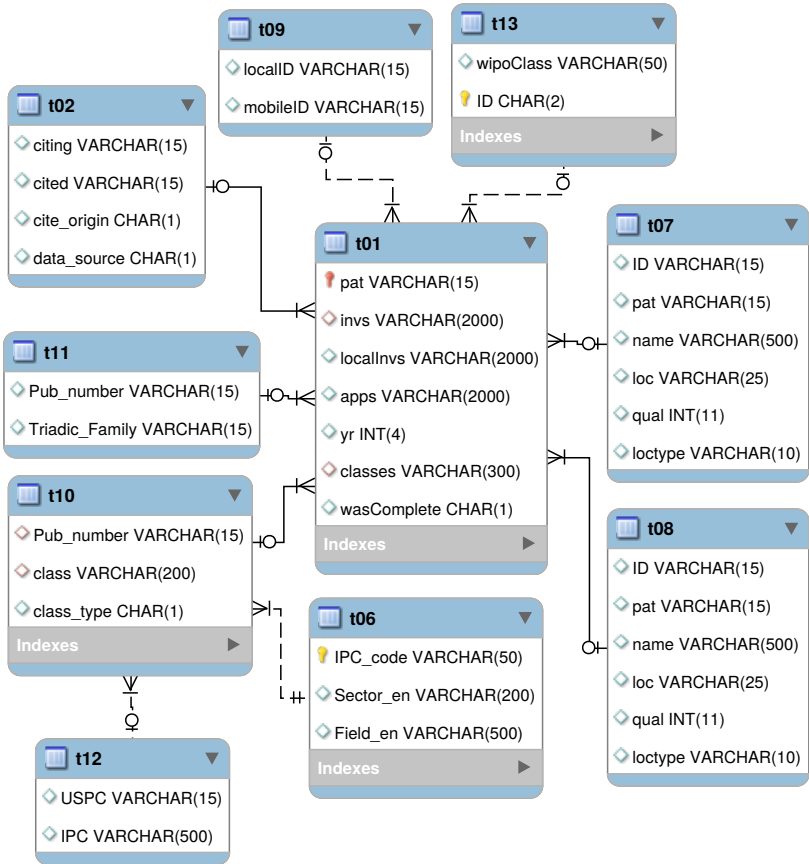 t09
localID VARCHAR(15)
mobileID VARCHAR(15)
t13
wipoClass VARCHAR(50)
ID CHAR(2)
Indexes
t02
citing VARCHAR(15)
cited VARCHAR(15)
cite_origin CHAR(1)
data_source CHAR(1)
t01
pat VARCHAR(15)
invs VARCHAR(2000)
localInvs VARCHAR(2000)
apps VARCHAR(2000)
yr INT(4)
classes VARCHAR(300)
wasComplete CHAR(1)
Indexes
t07
ID VARCHAR(15)
pat VARCHAR(15)
name VARCHAR(500)
loc VARCHAR(25)
qual INT(11)
loctype VARCHAR(10)
t11
Pub_number VARCHAR(15)
Triadic_Family VARCHAR(15)
t10
Pub_number VARCHAR(15)
class VARCHAR(200)
class_type CHAR(1)
Indexes
t08
ID VARCHAR(15)
pat VARCHAR(15)
name VARCHAR(500)
loc VARCHAR(25)
qual INT(11)
loctype VARCHAR(10)
t06
IPC_code VARCHAR(50)
Sector_en VARCHAR(200)
Field_en VARCHAR(500)
Indexes
t12
USPC VARCHAR(15)
IPC VARCHAR(500)